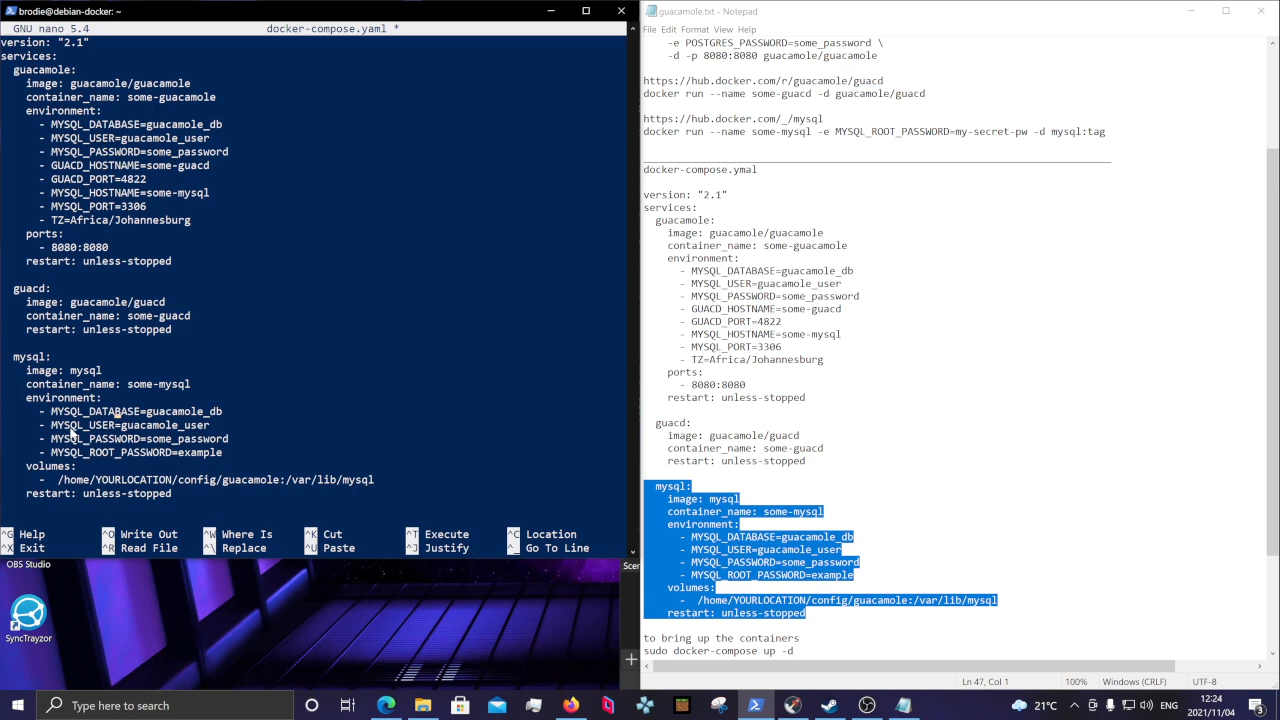 brodie@debian-docker: ~
GNU nano 5.4
docker-compose.yaml *
version: "2.1"
services:
guacamole:
image: guacamole/guacamole
container_name: some-guacamole
environment:
- MYSQL_DATABASE=guacamole_db
- MYSQL_USER=guacamole_user
- MYSQL_PASSWORD=some_password
- GUACD_HOSTNAME=some-guacd
- GUACD_PORT=4822
- MYSQL_HOSTNAME=some-mysql
- MYSQL_PORT=3306
- TZ=Africa/Johannesburg
ports:
- 8080:8080
restart: unless-stopped
guacd:
image: guacamole/guacd
container_name: some-guacd
restart: unless-stopped
mysql:
image: mysql
container_name: some-mysql
environment:
- MYSQL_DATABASE=guacamole_db
- MYSQL_USER=guacamole_user
- MYSQL_PASSWORD=some_password
- MYSQL_ROOT_PASSWORD=example
volumes:
- /home/YOURLOCATION/config/guacamole:/var/lib/mysql
restart: unless-stopped
^G Help ^O Write Out ^W Where Is ^K Cut ^T Execute ^C Location
^X Exit ^R Read File ^\ Replace ^U Paste ^J Justify ^_ Go To Line
OBS Studio
SyncTrayzor
Scer
guacamole.txt - Notepad
File Edit Format View Help
-e POSTGRES_PASSWORD=some_password \
-d -p 8080:8080 guacamole/guacamole
https://hub.docker.com/r/guacamole/guacd
docker run --name some-guacd -d guacamole/guacd
https://hub.docker.com/_/mysql
docker run --name some-mysql -e MYSQL_ROOT_PASSWORD=my-secret-pw -d mysql:tag
docker-compose.ymal
version: "2.1"
services:
guacamole:
image: guacamole/guacamole
container_name: some-guacamole
environment:
- MYSQL_DATABASE=guacamole_db
- MYSQL_USER=guacamole_user
- MYSQL_PASSWORD=some_password
- GUACD_HOSTNAME=some-guacd
- GUACD_PORT=4822
- MYSQL_HOSTNAME=some-mysql
- MYSQL_PORT=3306
- TZ=Africa/Johannesburg
ports:
- 8080:8080
restart: unless-stopped
guacd:
image: guacamole/guacd
container_name: some-guacd
restart: unless-stopped
mysql:
image: mysql
container_name: some-mysql
environment:
- MYSQL_DATABASE=guacamole_db
- MYSQL_USER=guacamole_user
- MYSQL_PASSWORD=some_password
- MYSQL_ROOT_PASSWORD=example
volumes:
- /home/YOURLOCATION/config/guacamole:/var/lib/mysql
restart: unless-stopped
to bring up the containers
sudo docker-compose up -d
Ln 47, Col 1 100% Windows (CRLF) UTF-8
Type here to search
21°C
ENG
12:24
2021/11/04